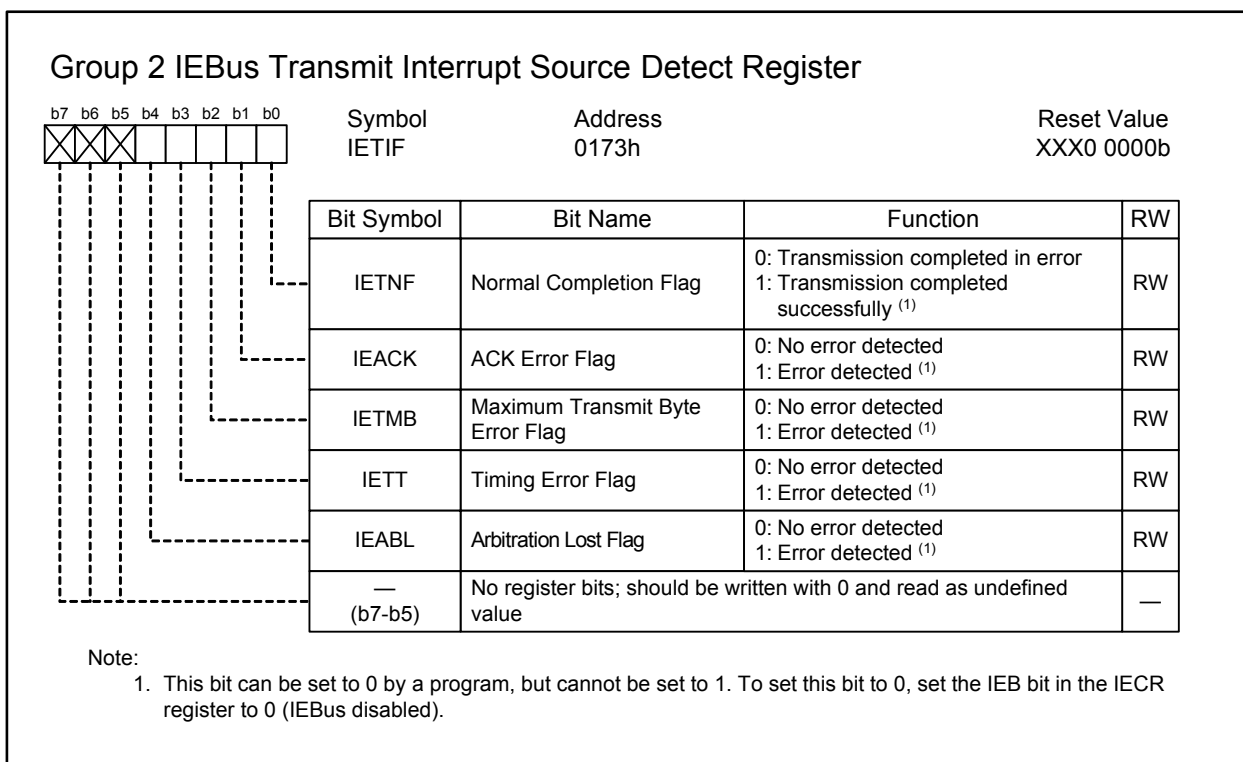 Group 2 IEBus Transmit Interrupt Source Detect Register
b7 b6 b5 b4 b3 b2 b1 b0
Symbol Address Reset Value
IETIF 0173h XXX0 0000b
Bit Symbol Bit Name Function RW
IETNF Normal Completion Flag 0: Transmission completed in error
1: Transmission completed
successfully (1) RW
IEACK ACK Error Flag 0: No error detected
1: Error detected (1) RW
IETMB Maximum Transmit Byte
Error Flag 0: No error detected
1: Error detected (1) RW
IETT Timing Error Flag 0: No error detected
1: Error detected (1) RW
IEABL Arbitration Lost Flag 0: No error detected
1: Error detected (1) RW
—
(b7-b5) No register bits; should be written with 0 and read as undefined
value —
Note:
1. This bit can be set to 0 by a program, but cannot be set to 1. To set this bit to 0, set the IEB bit in the IECR
register to 0 (IEBus disabled).